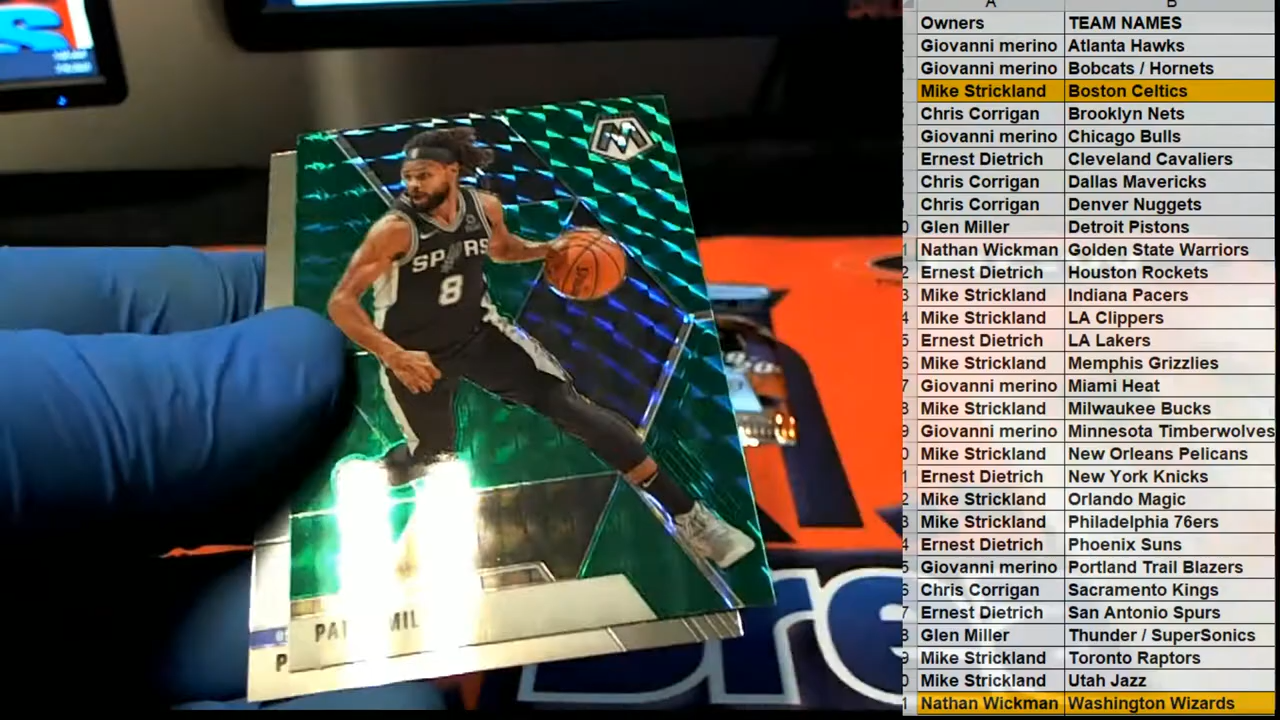 A B
Owners TEAM NAMES
Giovanni merino Atlanta Hawks
Giovanni merino Bobcats / Hornets
Mike Strickland Boston Celtics
Chris Corrigan Brooklyn Nets
Giovanni merino Chicago Bulls
Ernest Dietrich Cleveland Cavaliers
Chris Corrigan Dallas Mavericks
Chris Corrigan Denver Nuggets
Glen Miller Detroit Pistons
Nathan Wickman Golden State Warriors
Ernest Dietrich Houston Rockets
Mike Strickland Indiana Pacers
Mike Strickland LA Clippers
Ernest Dietrich LA Lakers
Mike Strickland Memphis Grizzlies
Giovanni merino Miami Heat
Mike Strickland Milwaukee Bucks
Giovanni merino Minnesota Timberwolves
Mike Strickland New Orleans Pelicans
Ernest Dietrich New York Knicks
Mike Strickland Orlando Magic
Mike Strickland Philadelphia 76ers
Ernest Dietrich Phoenix Suns
Giovanni merino Portland Trail Blazers
Chris Corrigan Sacramento Kings
Ernest Dietrich San Antonio Spurs
Glen Miller Thunder / SuperSonics
Mike Strickland Toronto Raptors
Mike Strickland Utah Jazz
Nathan Wickman Washington Wizards
M
SPURS
8
PAT MIL
P